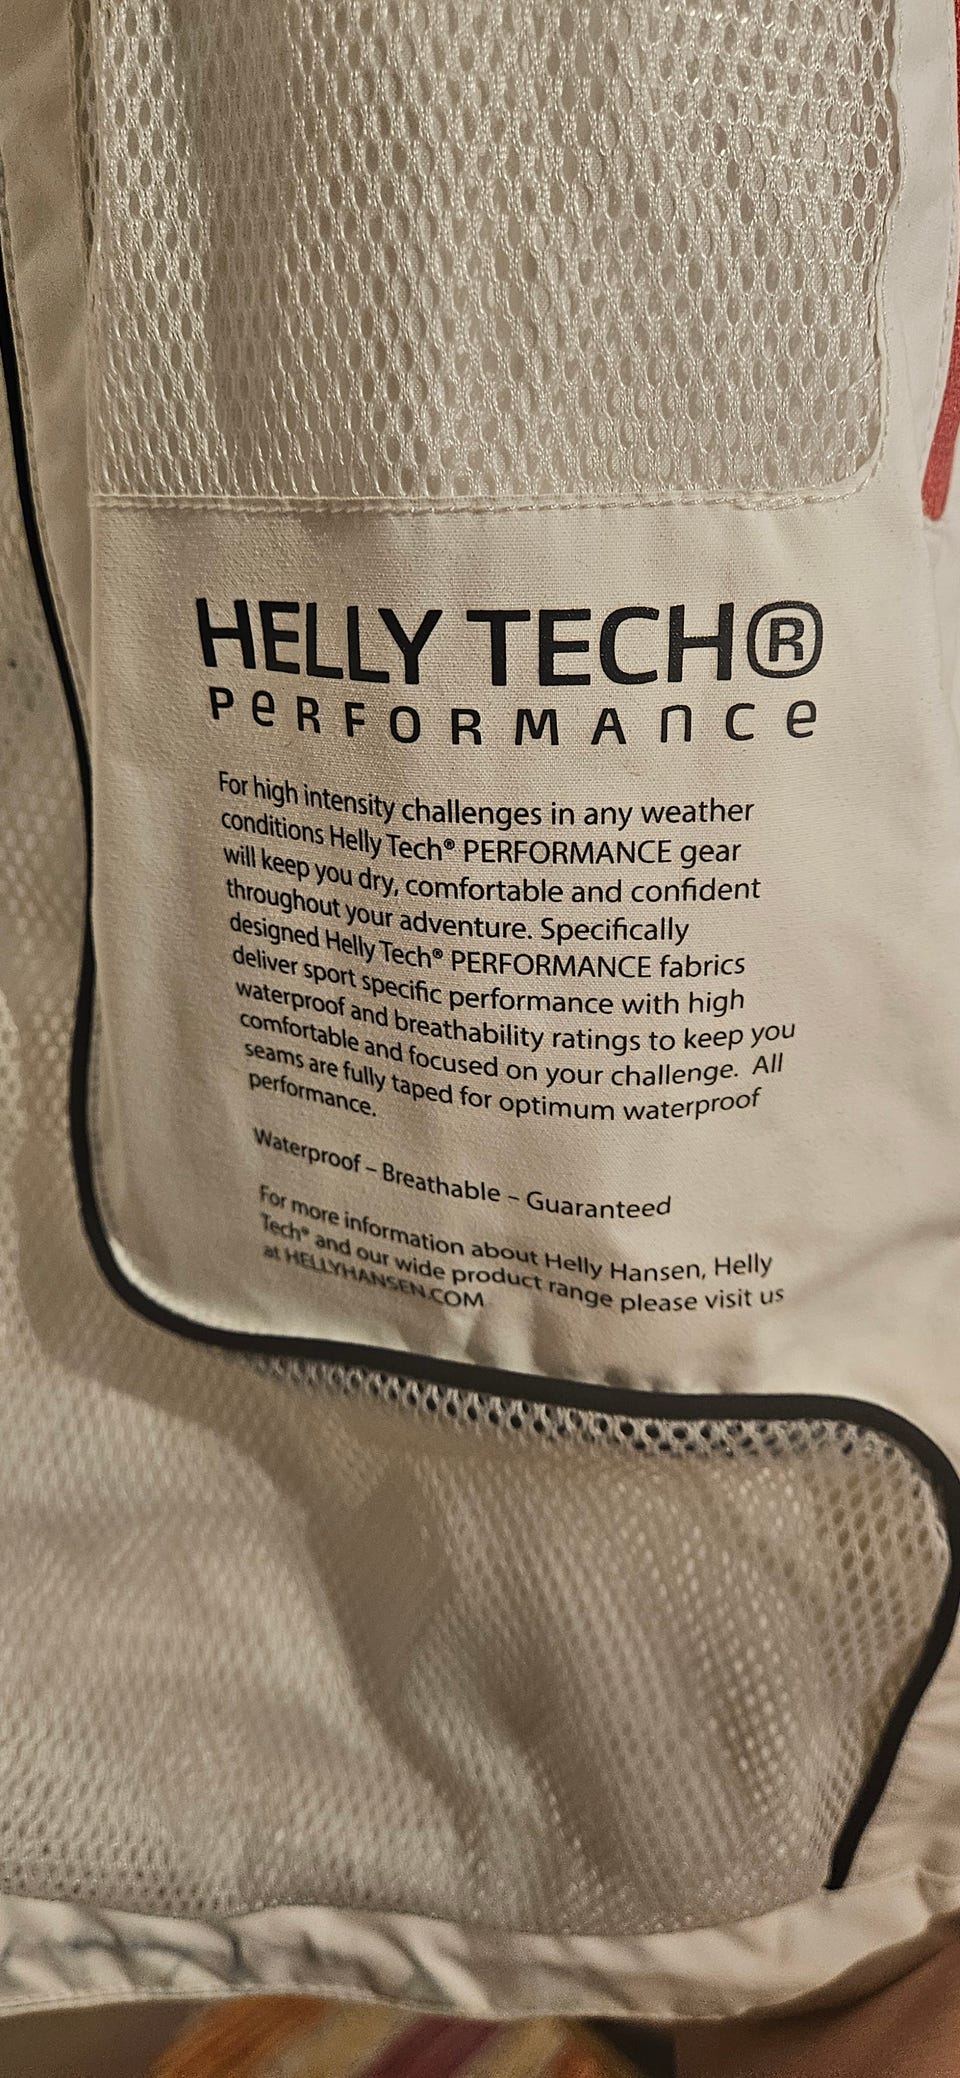 HELLY TECH®
PERFORMANCE
For high intensity challenges in any weather
conditions Helly Tech® PERFORMANCE gear
will keep you dry, comfortable and confident
throughout your adventure. Specifically
designed Helly Tech® PERFORMANCE fabrics
deliver sport specific performance with high
waterproof and breathability ratings to keep you
comfortable and focused on your challenge. All
seams are fully taped for optimum waterproof
performance.
Waterproof – Breathable – Guaranteed
For more information about Helly Hansen, Helly
Tech® and our wide product range please visit us
at HELLYHANSEN.COM